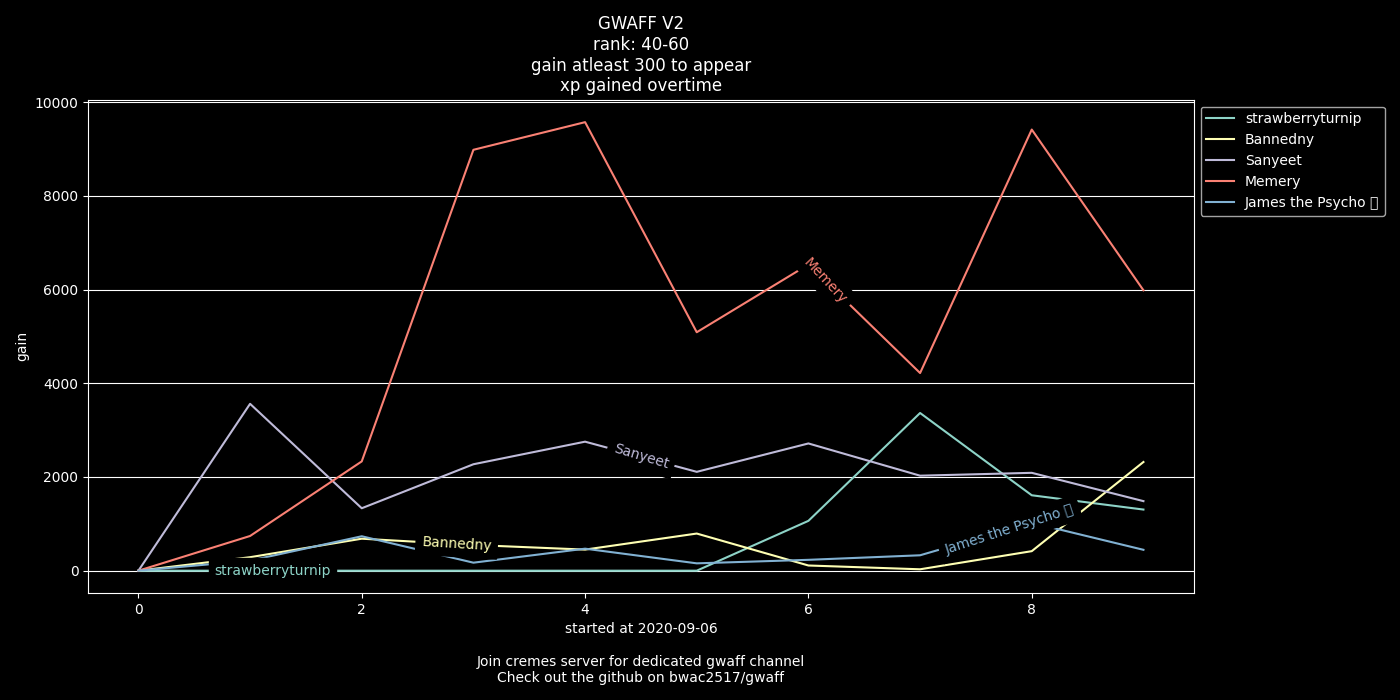 GWAFF V2
rank: 40-60
gain atleast 300 to appear
xp gained overtime
10000
8000
6000
4000
2000
0
gain
strawberryturnip
Bannedny
Sanyeet
Memery
James the Psycho
Memery
Sanyeet
Bannedny
James the Psycho
strawberryturnip
0
2
4
6
8
started at 2020-09-06
Join cremes server for dedicated gwaff channel
Check out the github on bwac2517/gwaff